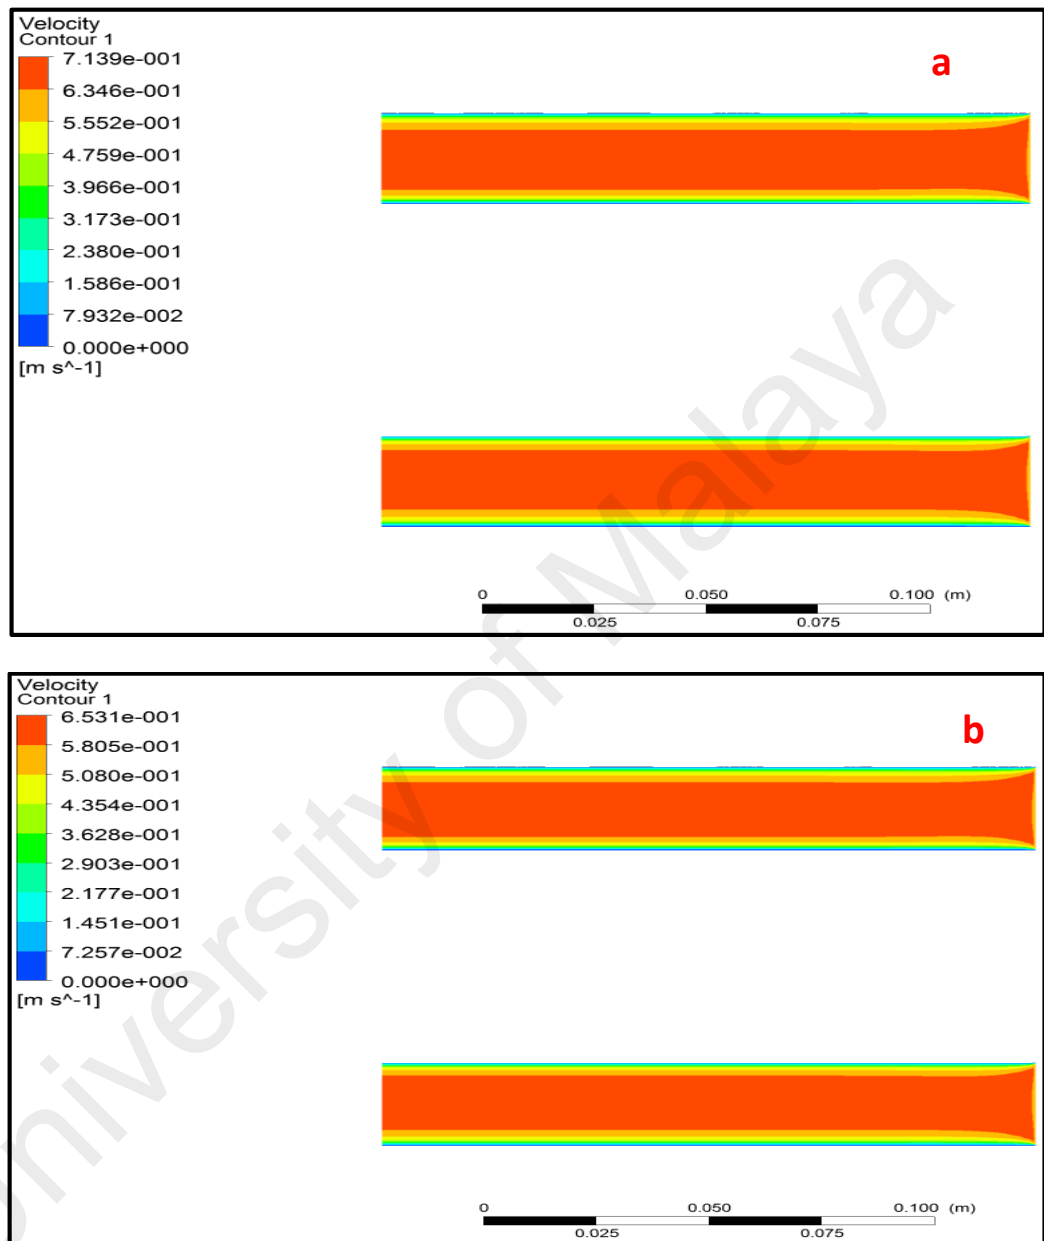 Velocity
Contour 1
7.139e-001
6.346e-001
5.552e-001
4.759e-001
3.966e-001
3.173e-001
2.380e-001
1.586e-001
7.932e-002
0.000e+000
[m s^-1]
a
0 0.050 0.100 (m)
0.025 0.075
Velocity
Contour 1
6.531e-001
5.805e-001
5.080e-001
4.354e-001
3.628e-001
2.903e-001
2.177e-001
1.451e-001
7.257e-002
0.000e+000
[m s^-1]
b
0 0.050 0.100 (m)
0.025 0.075
University of Malaya